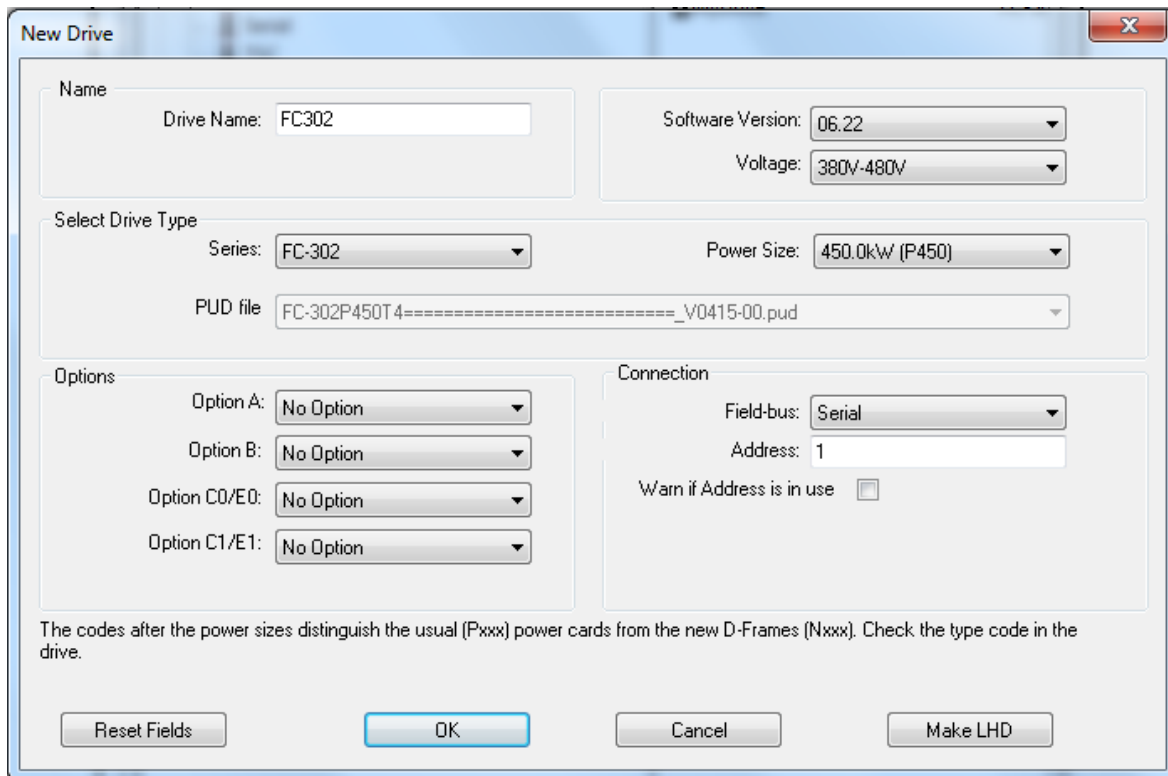 New Drive
Name
Drive Name: FC302
Software Version: 06.22
Voltage: 380V-480V
Select Drive Type
Series: FC-302
Power Size: 450.0kW (P450)
PUD file FC-302P450T4===========================_V0415-00.pud
Options
Option A: No Option
Option B: No Option
Option C0/E0: No Option
Option C1/E1: No Option
Connection
Field-bus: Serial
Address: 1
Warn if Address is in use
The codes after the power sizes distinguish the usual (Pxxx) power cards from the new D-Frames (Nxxx). Check the type code in the
drive.
Reset Fields
OK
Cancel
Make LHD